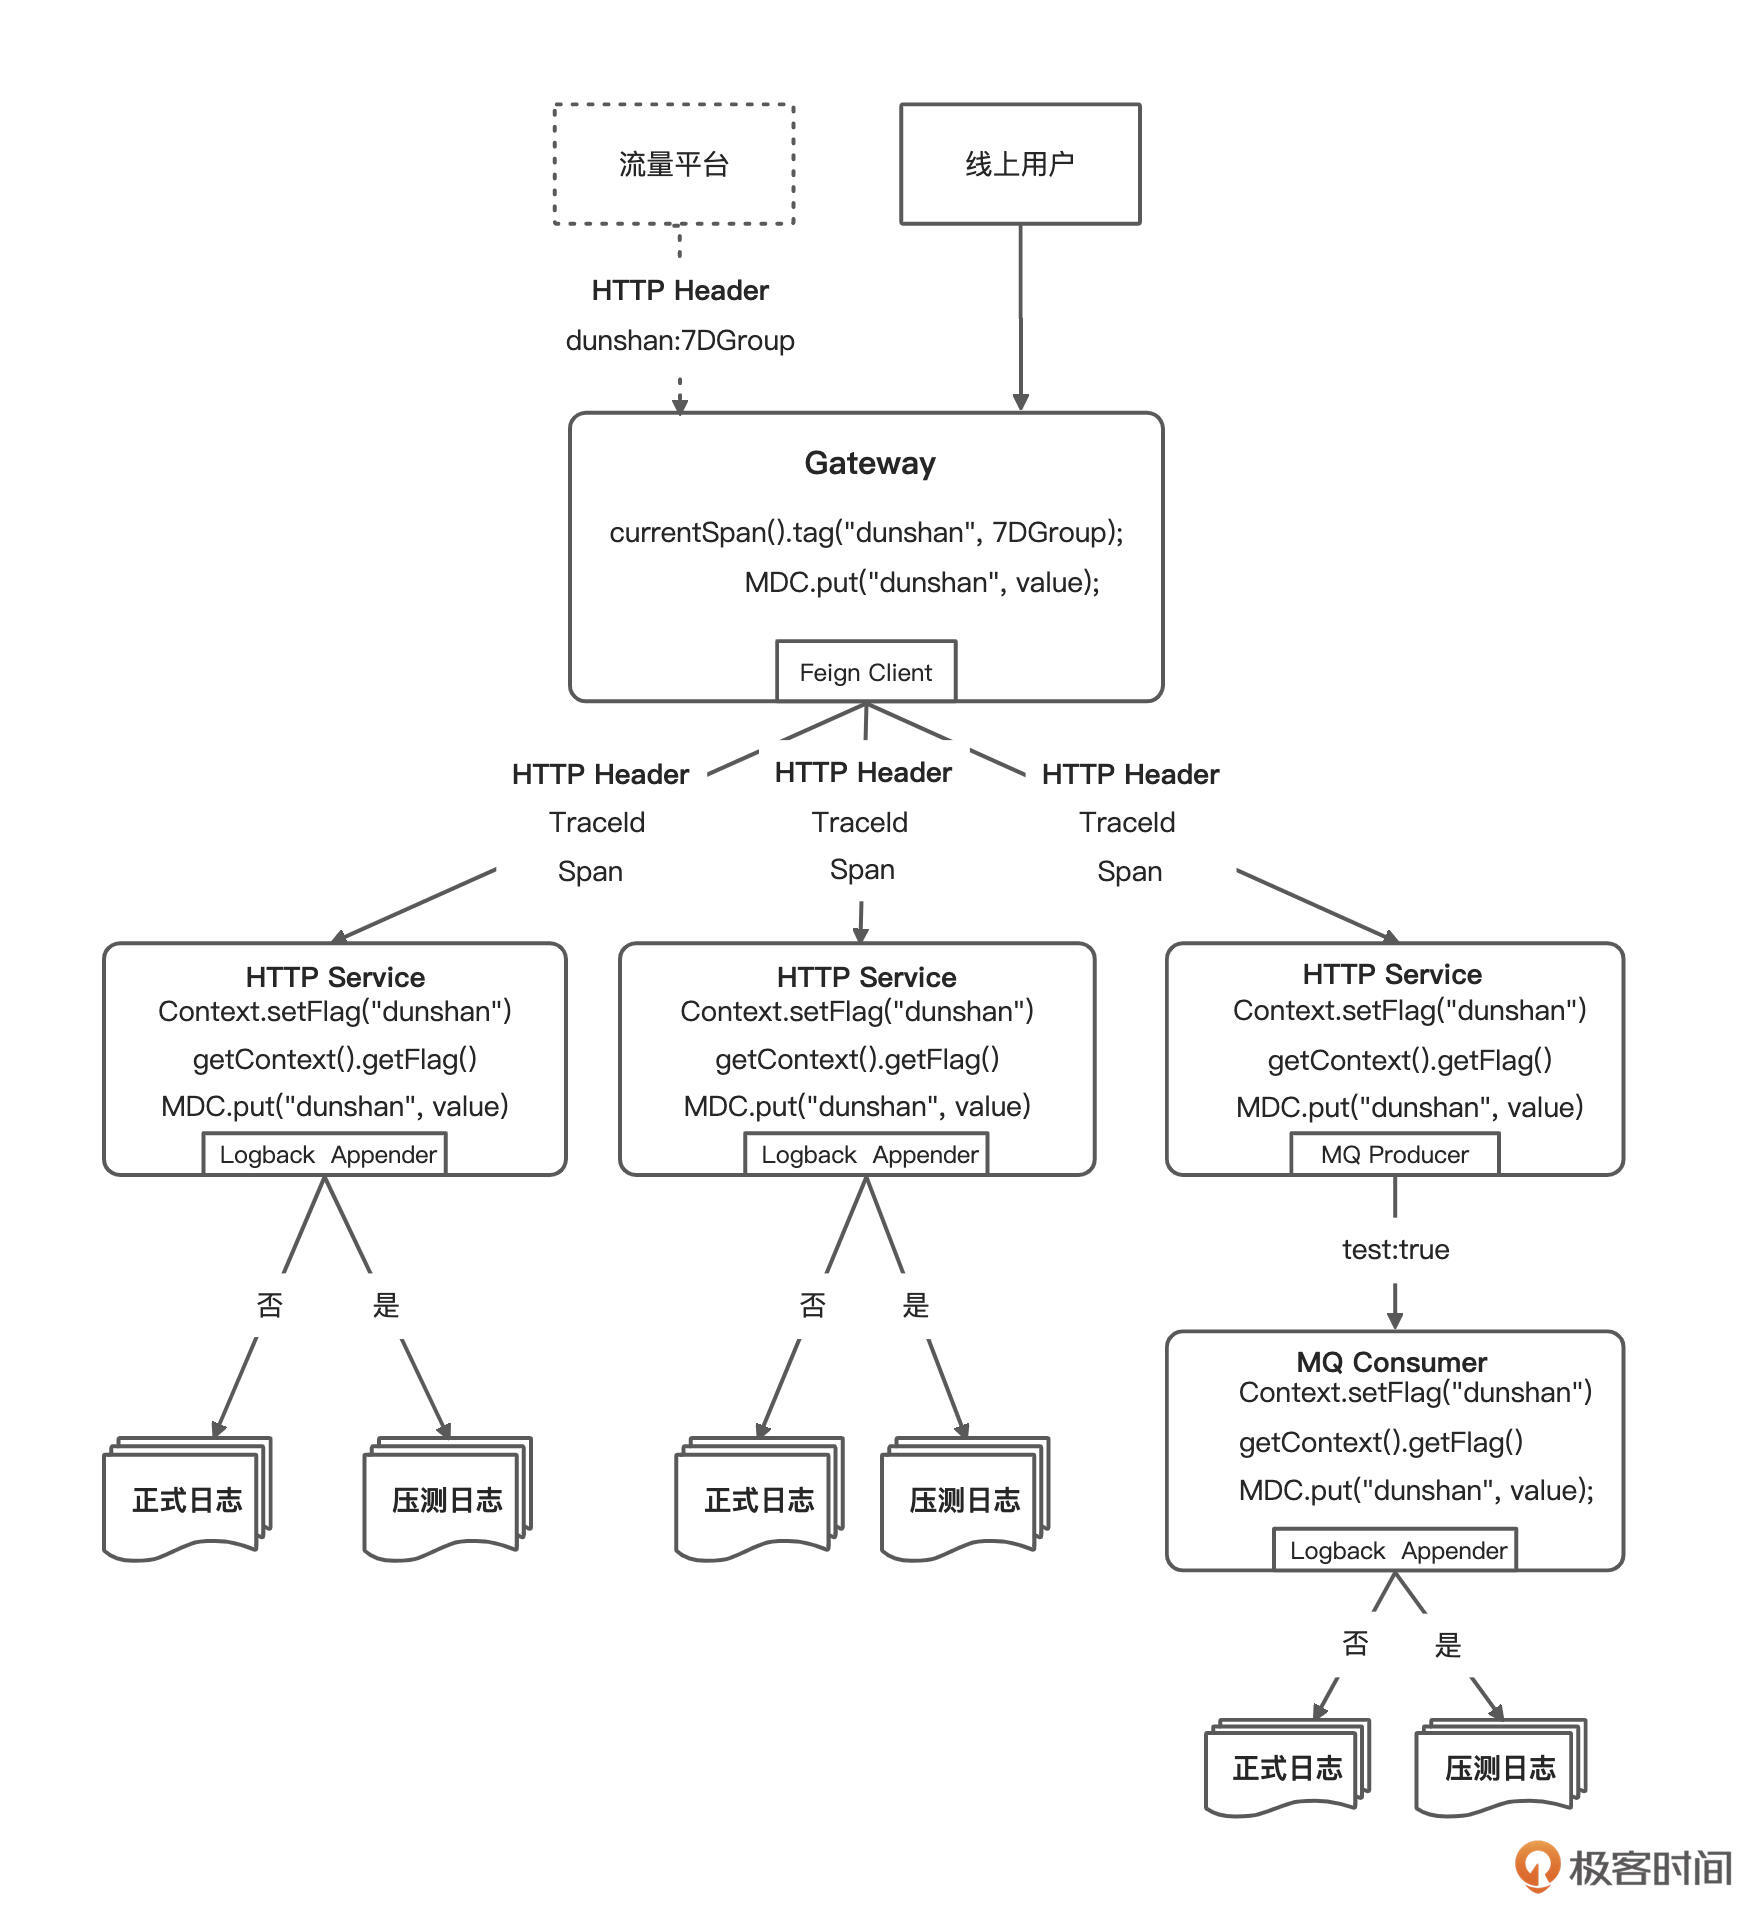 流量平台
线上用户
HTTP Header
dunshan:7DGroup
Gateway
currentSpan().tag("dunshan", 7DGroup);
MDC.put("dunshan", value);
Feign Client
HTTP Header
TraceId
Span
HTTP Header
TraceId
Span
HTTP Header
TraceId
Span
HTTP Service
Context.setFlag("dunshan")
getContext().getFlag()
MDC.put("dunshan", value)
Logback Appender
HTTP Service
Context.setFlag("dunshan")
getContext().getFlag()
MDC.put("dunshan", value)
Logback Appender
HTTP Service
Context.setFlag("dunshan")
getContext().getFlag()
MDC.put("dunshan", value)
MQ Producer
否
是
正式日志
压测日志
否
是
正式日志
压测日志
test:true
MQ Consumer
Context.setFlag("dunshan")
getContext().getFlag()
MDC.put("dunshan", value);
Logback Appender
否
是
正式日志
压测日志
极客时间